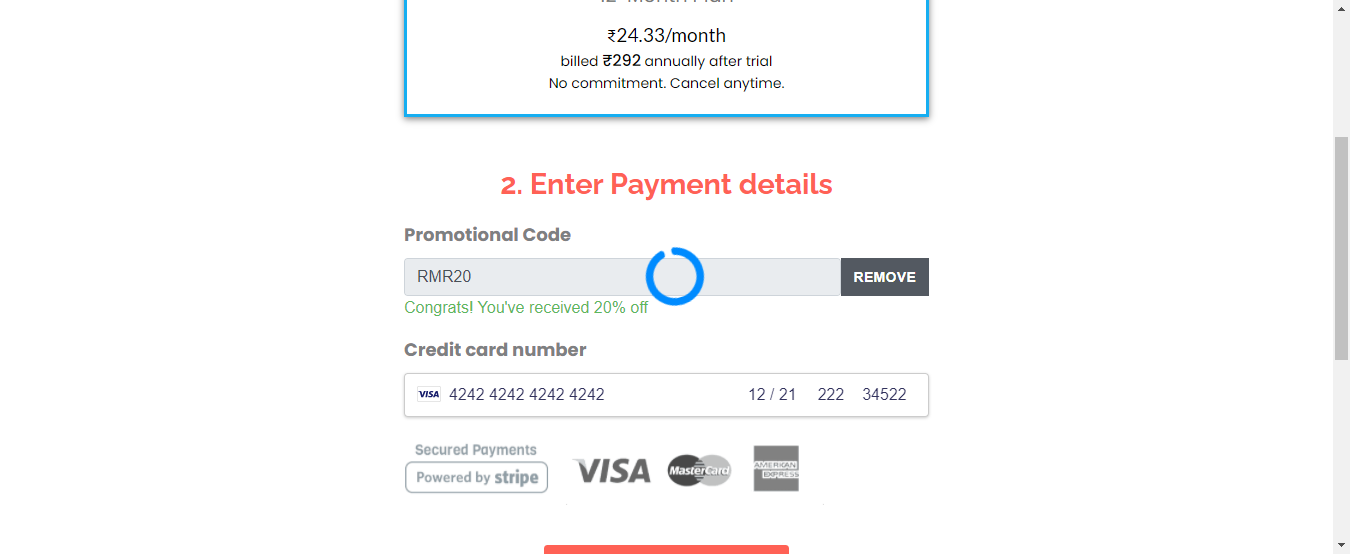 12-Month Plan
₹24.33/month
billed ₹292 annually after trial
No commitment. Cancel anytime.
2. Enter Payment details
Promotional Code
RMR20 REMOVE
Congrats! You've received 20% off
Credit card number
VISA 4242 4242 4242 4242 12 / 21 222 34522
Secured Payments
Powered by stripe
VISA MasterCard AMERICAN EXPRESS